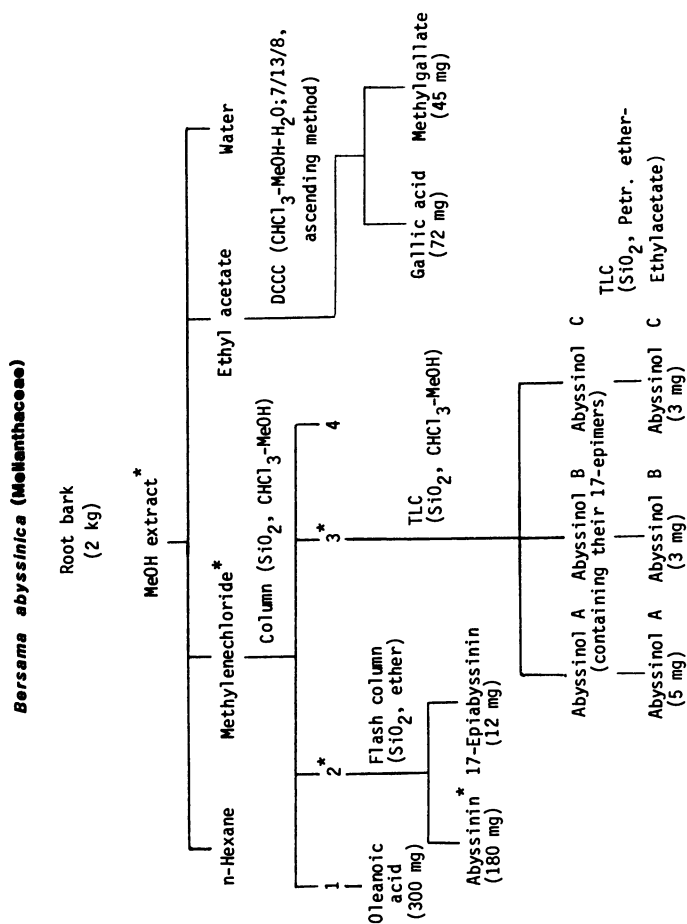 Bersama abyssinica (Melianthaceae)
Root bark
(2 kg)
MeOH extract*
n-Hexane
Methylenechloride*
Ethyl acetate
Water
Column (SiO2, CHCl3-MeOH)
DCCC (CHCl3-MeOH-H2O;7/13/8,
ascending method)
1
2*
3*
4
Gallic acid
(72 mg)
Methylgallate
(45 mg)
Oleanoic
acid
(300 mg)
Flash column
(SiO2, ether)
TLC
(SiO2, CHCl3-MeOH)
Abyssinin*
(180 mg)
17-Epiabyssinin
(12 mg)
Abyssinol A
Abyssinol B
Abyssinol C
(containing their 17-epimers)
TLC
(SiO2, Petr. ether-
Ethylacetate)
Abyssinol A
(5 mg)
Abyssinol B
(3 mg)
Abyssinol C
(3 mg)